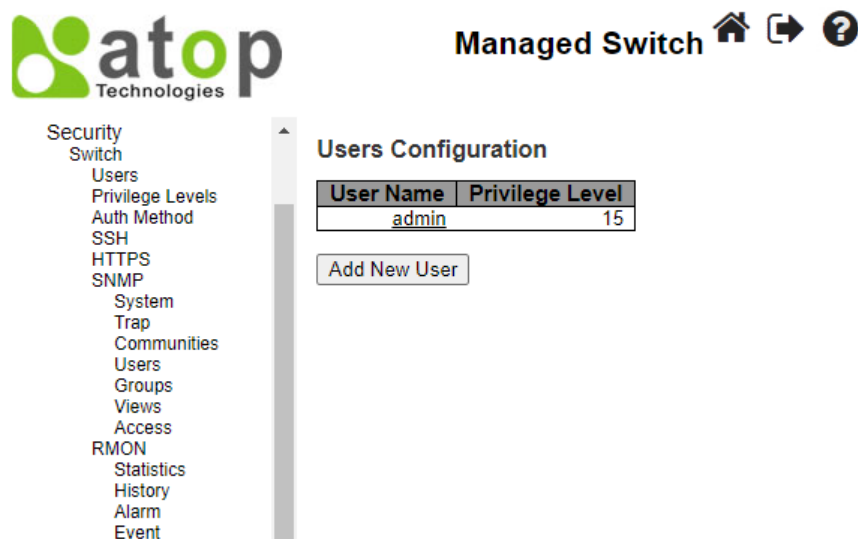 atop
Technologies
Managed Switch
Security
Switch
Users
Privilege Levels
Auth Method
SSH
HTTPS
SNMP
System
Trap
Communities
Users
Groups
Views
Access
RMON
Statistics
History
Alarm
Event
Users Configuration
User Name Privilege Level
admin 15
Add New User